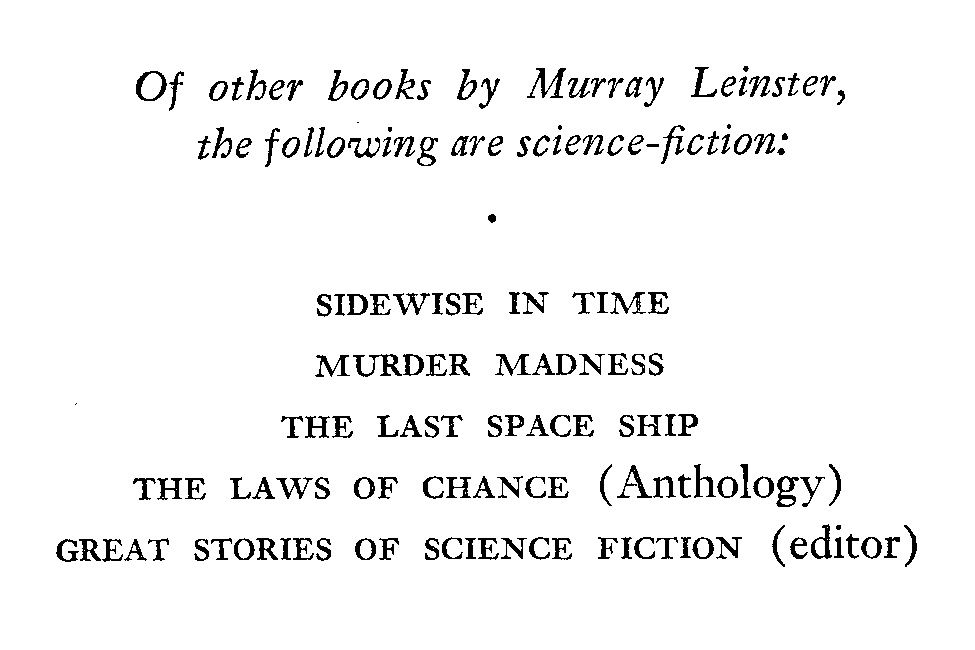 Of other books by Murray Leinster,
the following are science-fiction:
•
SIDEWISE IN TIME
MURDER MADNESS
THE LAST SPACE SHIP
THE LAWS OF CHANCE (Anthology)
GREAT STORIES OF SCIENCE FICTION (editor)